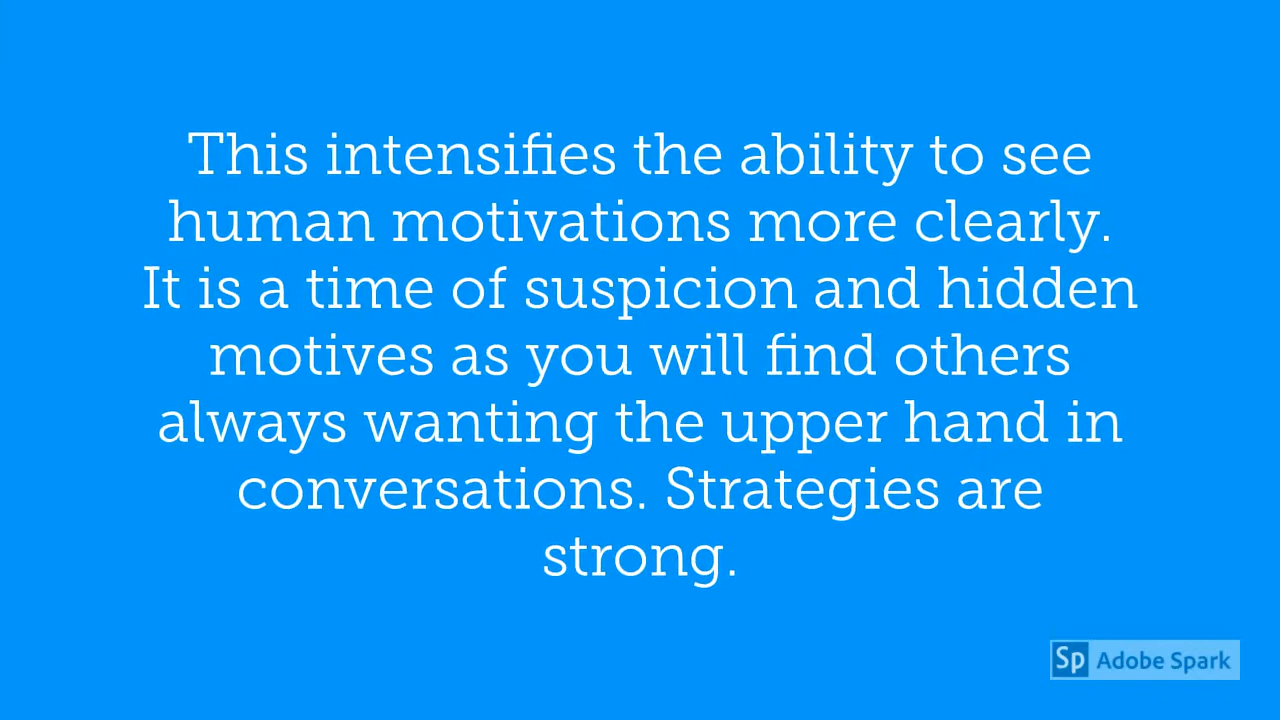 This intensifies the ability to see
human motivations more clearly.
It is a time of suspicion and hidden
motives as you will find others
always wanting the upper hand in
conversations. Strategies are
strong.
Sp Adobe Spark